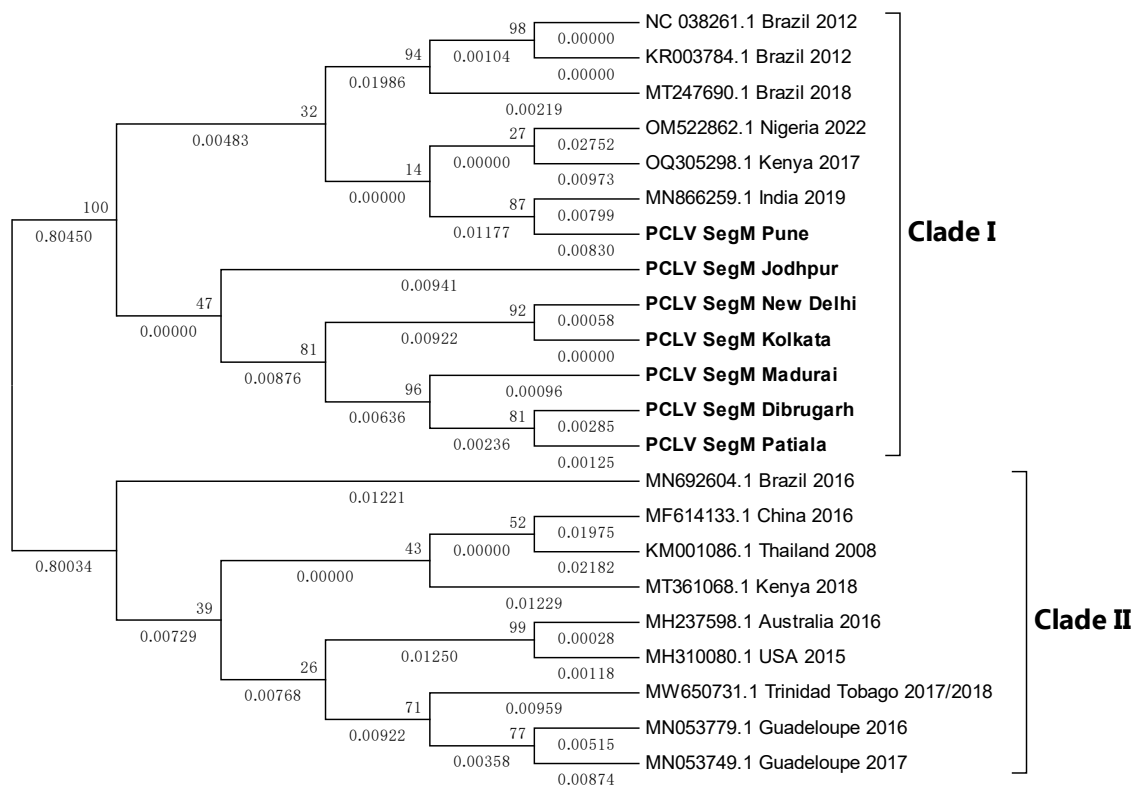 NC 038261.1 Brazil 2012
98
0.00000
0.00104
KR003784.1 Brazil 2012
94
0.00000
0.01986
MT247690.1 Brazil 2018
0.00219
32
0.00483
OM522862.1 Nigeria 2022
27
0.02752
0.00000
OQ305298.1 Kenya 2017
14
0.00973
0.00000
MN866259.1 India 2019
87
0.00799
0.01177
PCLV SegM Pune
0.00830
100
0.80450
Clade I
PCLV SegM Jodhpur
0.00941
47
0.00000
PCLV SegM New Delhi
92
0.00058
0.00922
PCLV SegM Kolkata
0.00000
81
0.00876
PCLV SegM Madurai
0.00096
96
0.00636
PCLV SegM Dibrugarh
81
0.00285
0.00236
PCLV SegM Patiala
0.00125
MN692604.1 Brazil 2016
0.01221
0.80034
MF614133.1 China 2016
52
0.01975
0.00000
KM001086.1 Thailand 2008
43
0.02182
0.00000
MT361068.1 Kenya 2018
0.01229
39
0.00729
MH237598.1 Australia 2016
99
0.00028
0.01250
MH310080.1 USA 2015
0.00118
26
0.00768
Clade II
MW650731.1 Trinidad Tobago 2017/2018
0.00959
71
0.00922
MN053779.1 Guadeloupe 2016
77
0.00515
0.00358
MN053749.1 Guadeloupe 2017
0.00874